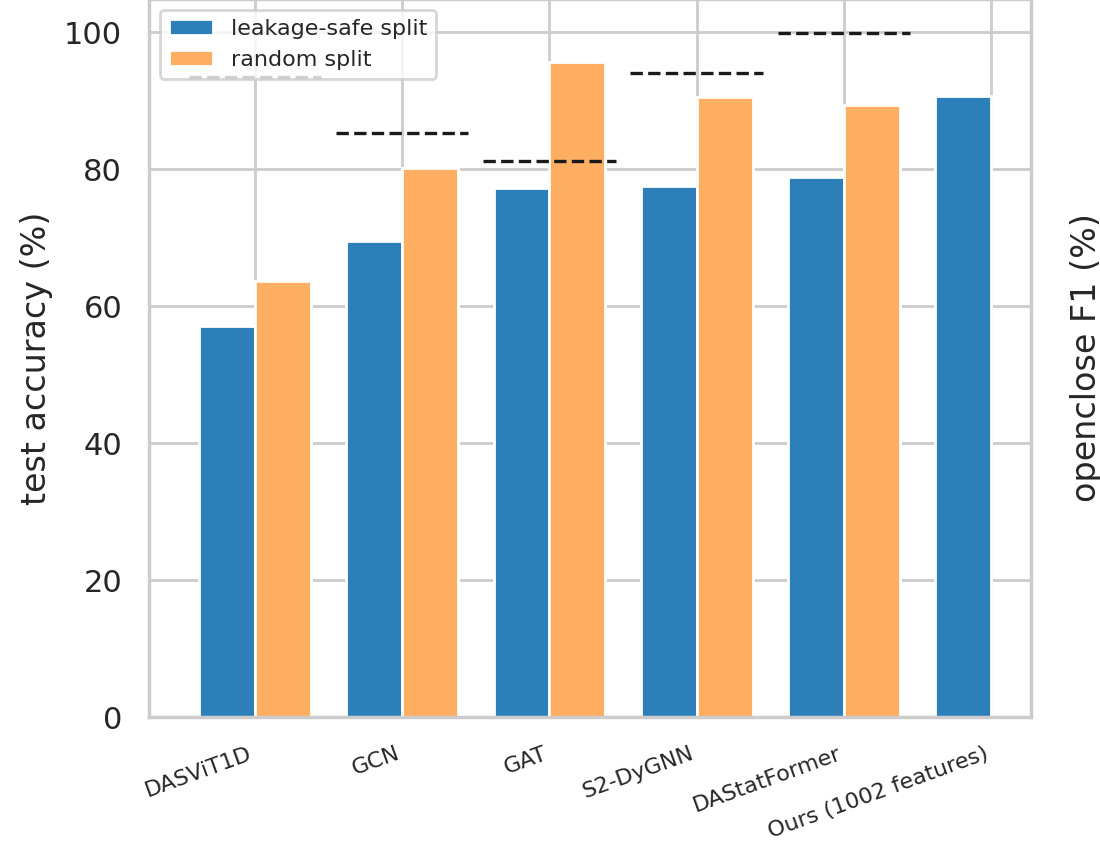 leakage-safe split
random split
100
80
60
40
20
0
test accuracy (%)
DASViT1D
GCN
GAT
S2-DyGNN
DAStatFormer
Ours (1002 features)
openclose F1 (%)